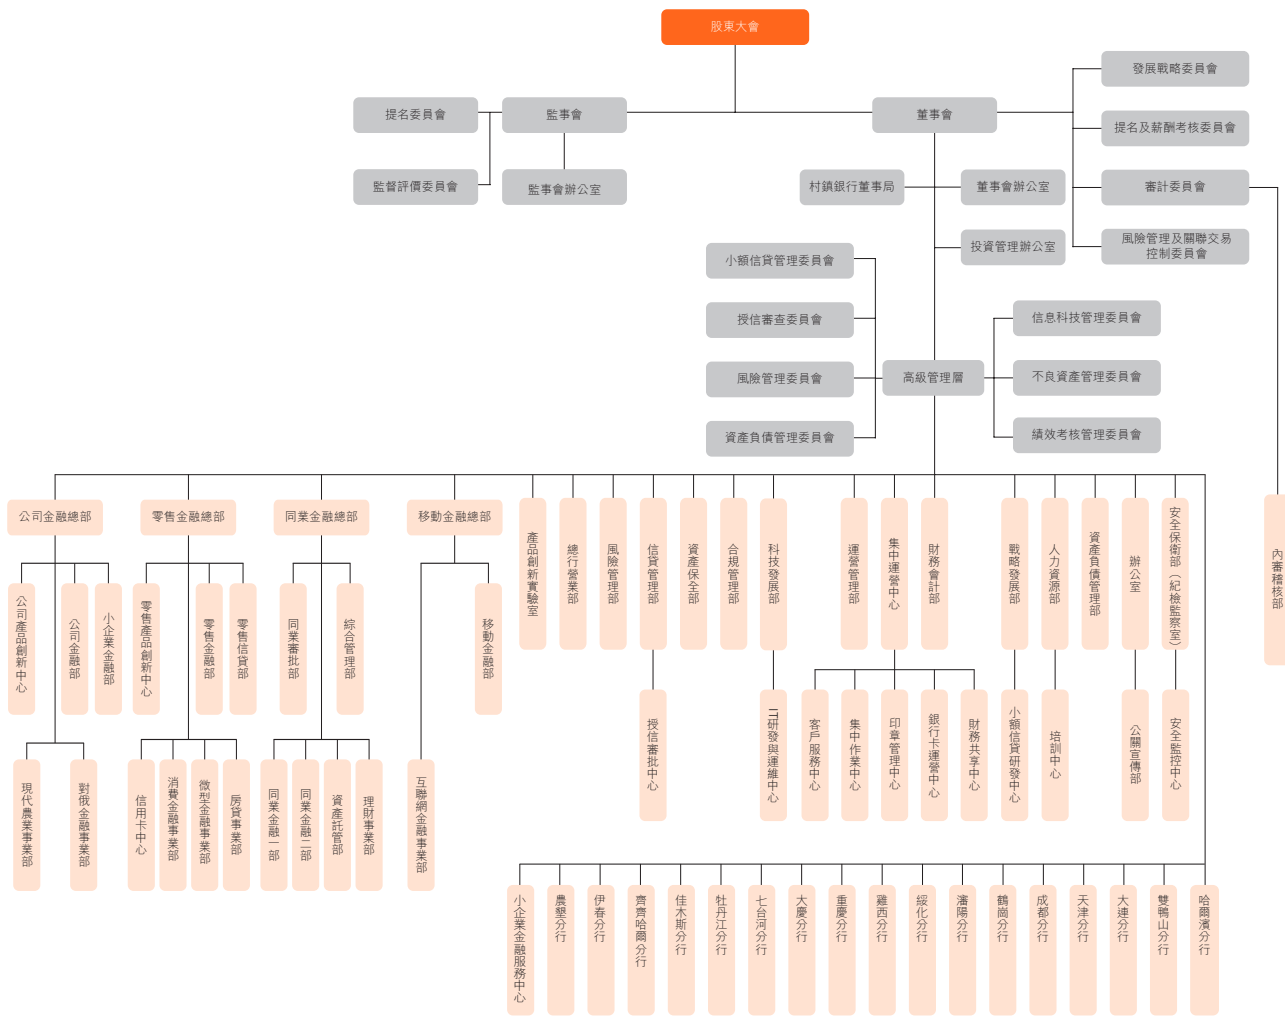 股東大會
發展戰略委員會
提名委員會
監事會
董事會
提名及薪酬考核委員會
監督評價委員會
監事會辦公室
村鎮銀行董事局
董事會辦公室
審計委員會
小額信貸管理委員會
投資管理辦公室
風險管理及關聯交易
控制委員會
授信審查委員會
信息科技管理委員會
風險管理委員會
高級管理層
不良資產管理委員會
資產負債管理委員會
績效考核管理委員會
公司金融總部
零售金融總部
同業金融總部
移動金融總部
產品創新實驗室
總行營業部
風險管理部
信貸管理部
資產保全部
合規管理部
科技發展部
運營管理部
集中運營中心
財務會計部
戰略發展部
人力資源部
資產負債管理部
辦公室
安全保衛部（紀檢監察室）
內審稽核部
公司產品創新中心
公司金融部
小企業金融部
零售產品創新中心
零售金融部
零售信貸部
同業審批部
綜合管理部
移動金融部
授信審批中心
IT研發與運維中心
客戶服務中心
集中作業中心
印章管理中心
銀行卡運營中心
財務共享中心
小額信貸研發中心
培訓中心
公關宣傳部
安全監控中心
現代農業事業部
對俄金融事業部
信用卡中心
消費金融事業部
微型金融事業部
房貸事業部
同業金融一部
同業金融二部
資產託管部
理財事業部
互聯網金融事業部
小企業金融服務中心
農墾分行
伊春分行
齊齊哈爾分行
佳木斯分行
牡丹江分行
七台河分行
大慶分行
重慶分行
雞西分行
綏化分行
瀋陽分行
鶴崗分行
成都分行
天津分行
大連分行
雙鴨山分行
哈爾濱分行